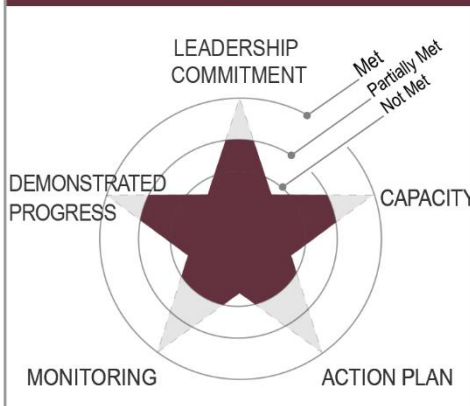 LEADERSHIP
COMMITMENT
Met
Partially Met
Not Met
DEMONSTRATED
PROGRESS
CAPACITY
MONITORING
ACTION PLAN